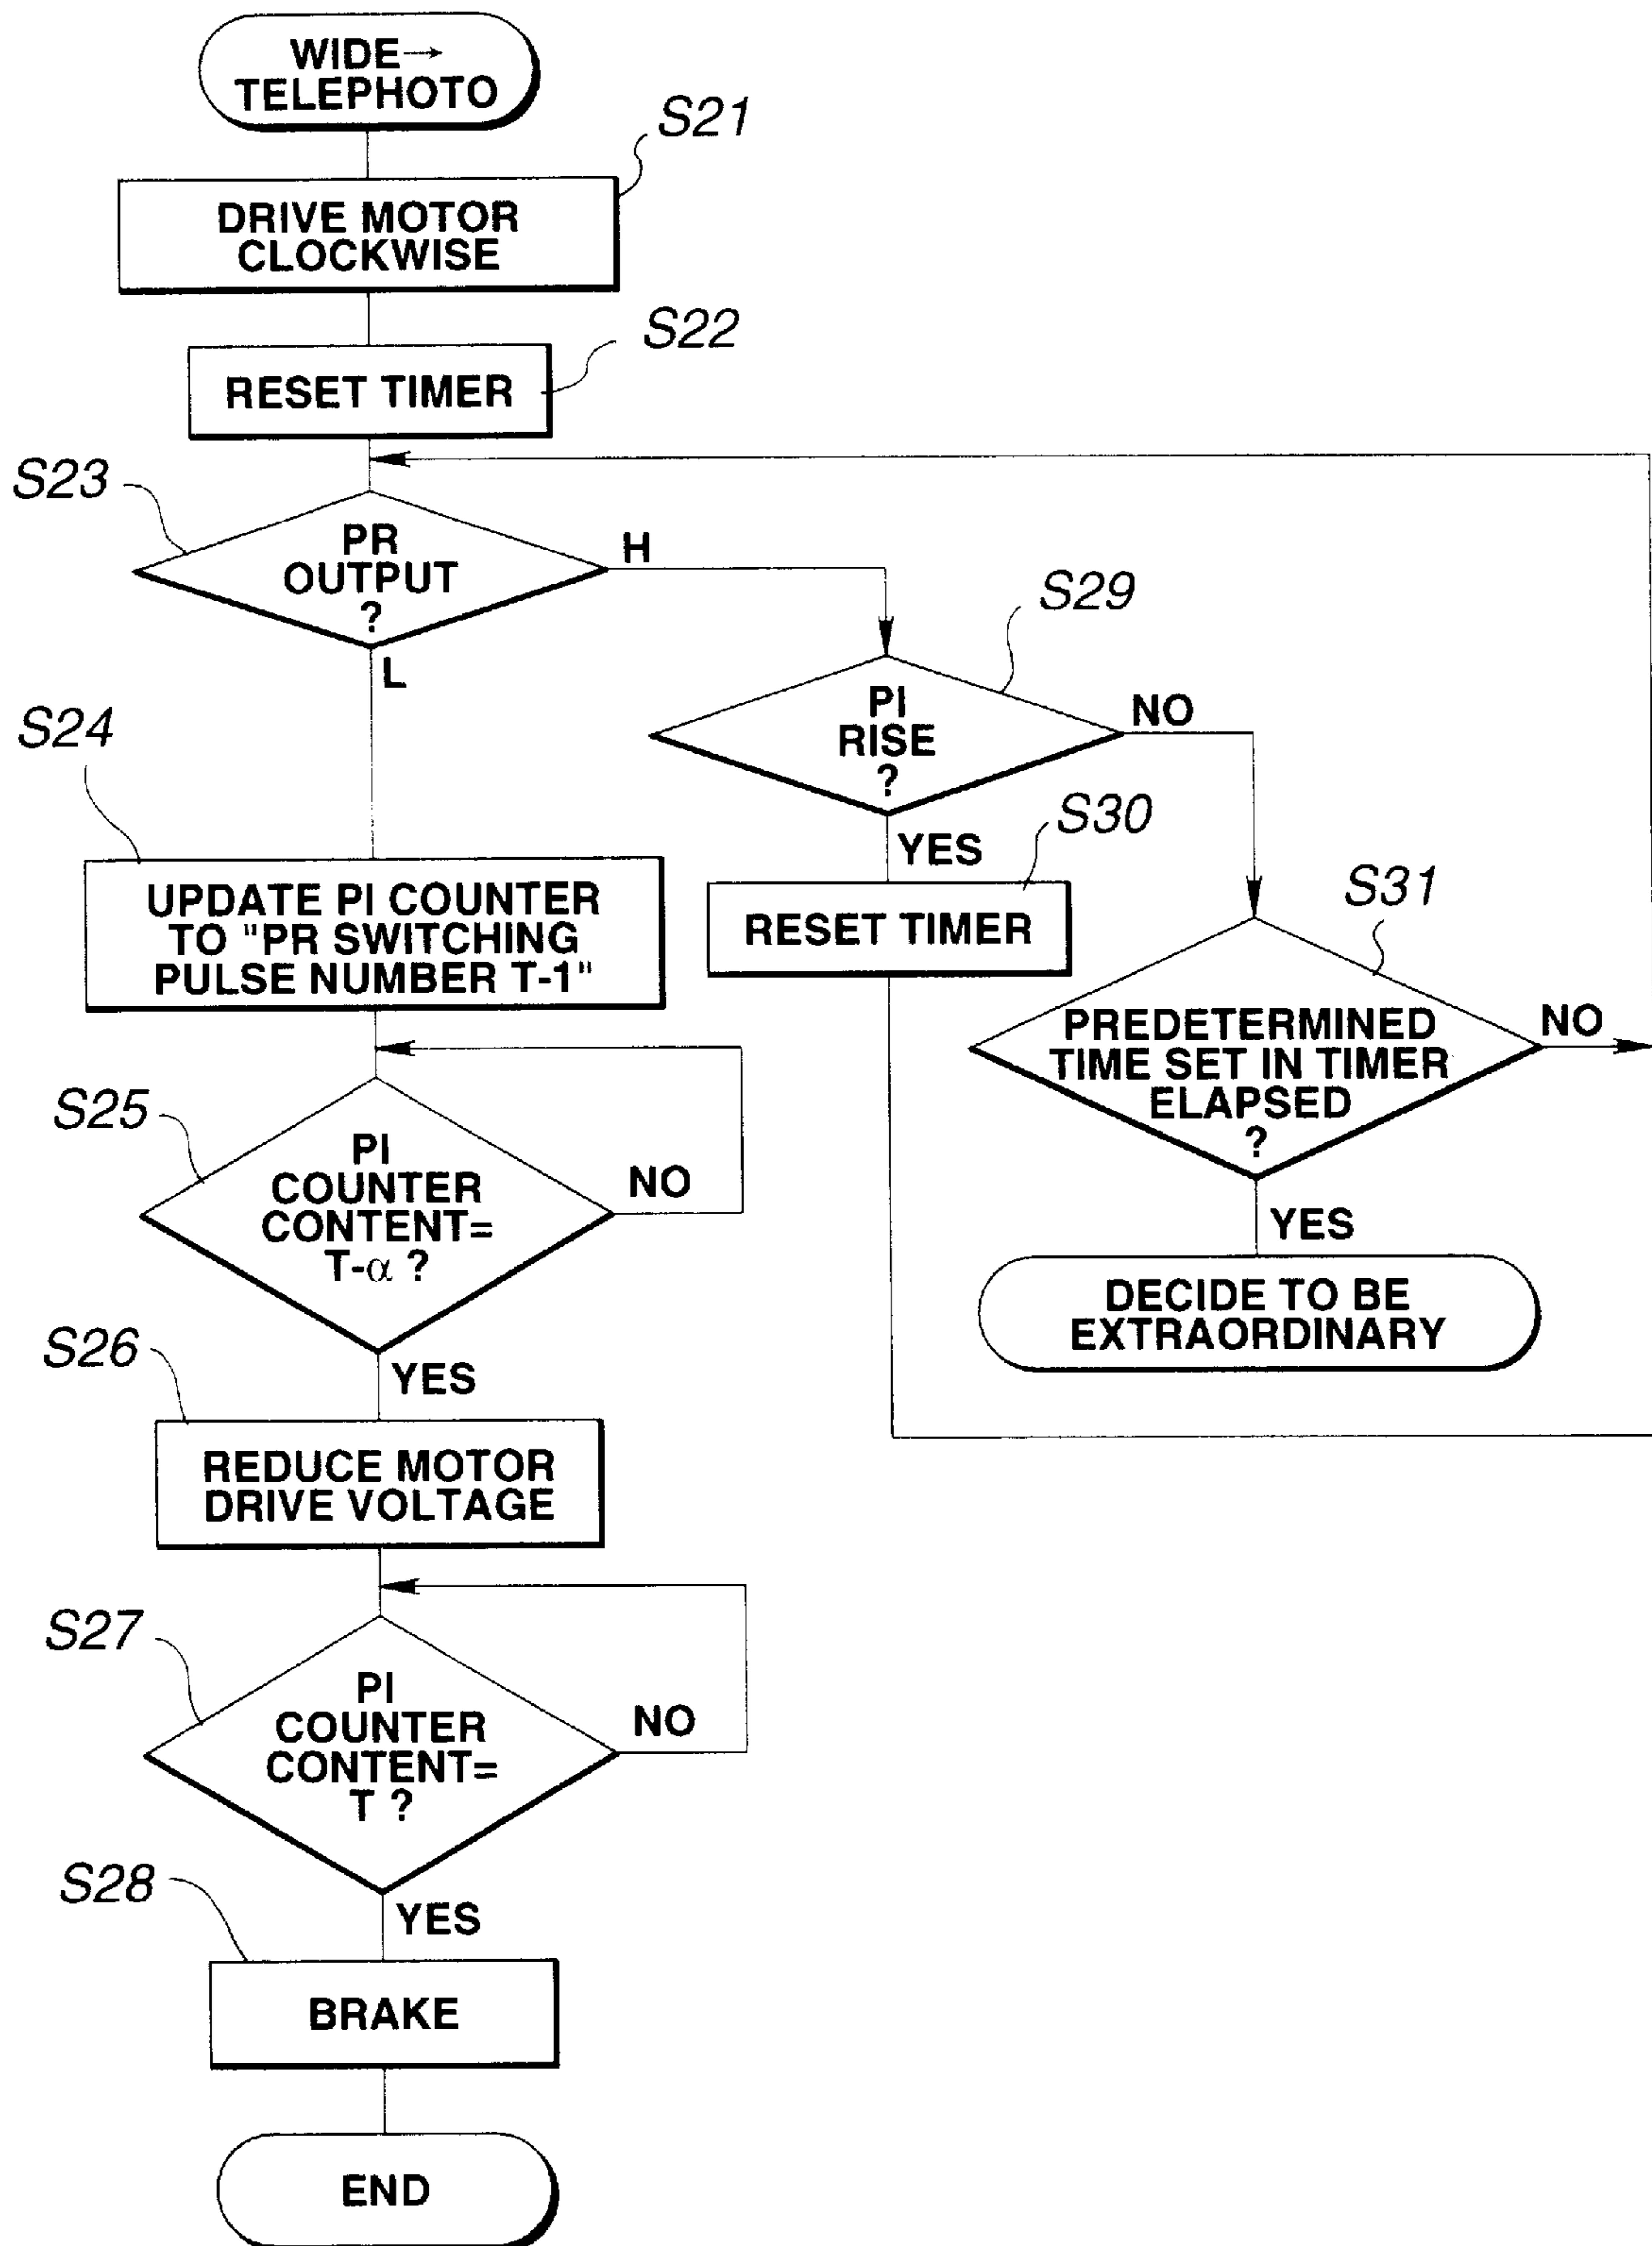 WIDE→
TELEPHOTO
S21
DRIVE MOTOR
CLOCKWISE
S22
RESET TIMER
S23
PR
OUTPUT
?
H
L
S29
PI
RISE
?
NO
YES
S24
UPDATE PI COUNTER
TO "PR SWITCHING
PULSE NUMBER T-1"
S30
RESET TIMER
S31
PREDETERMINED
TIME SET IN TIMER
ELAPSED
?
NO
YES
DECIDE TO BE
EXTRAORDINARY
S25
PI
COUNTER
CONTENT=
T-α ?
NO
YES
S26
REDUCE MOTOR
DRIVE VOLTAGE
S27
PI
COUNTER
CONTENT=
T ?
NO
YES
S28
BRAKE
END